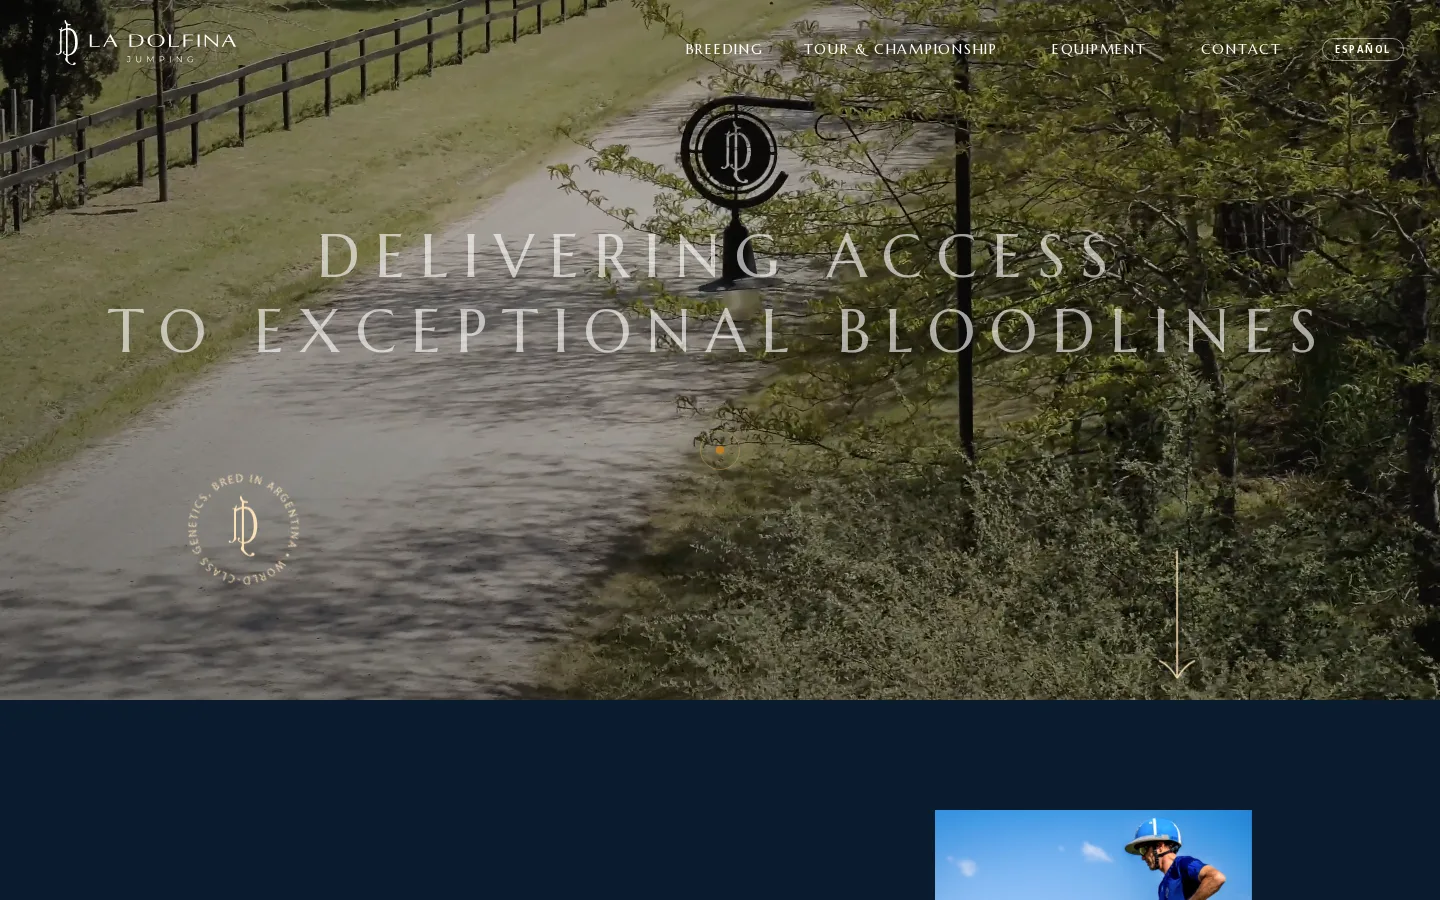 LA DOLFINA
JUMPING
BREEDING
TOUR & CHAMPIONSHIP
EQUIPMENT
CONTACT
ESPAÑOL
DELIVERING ACCESS
TO EXCEPTIONAL BLOODLINES
WORLD-CLASS GENETICS, BRED IN ARGENTINA •